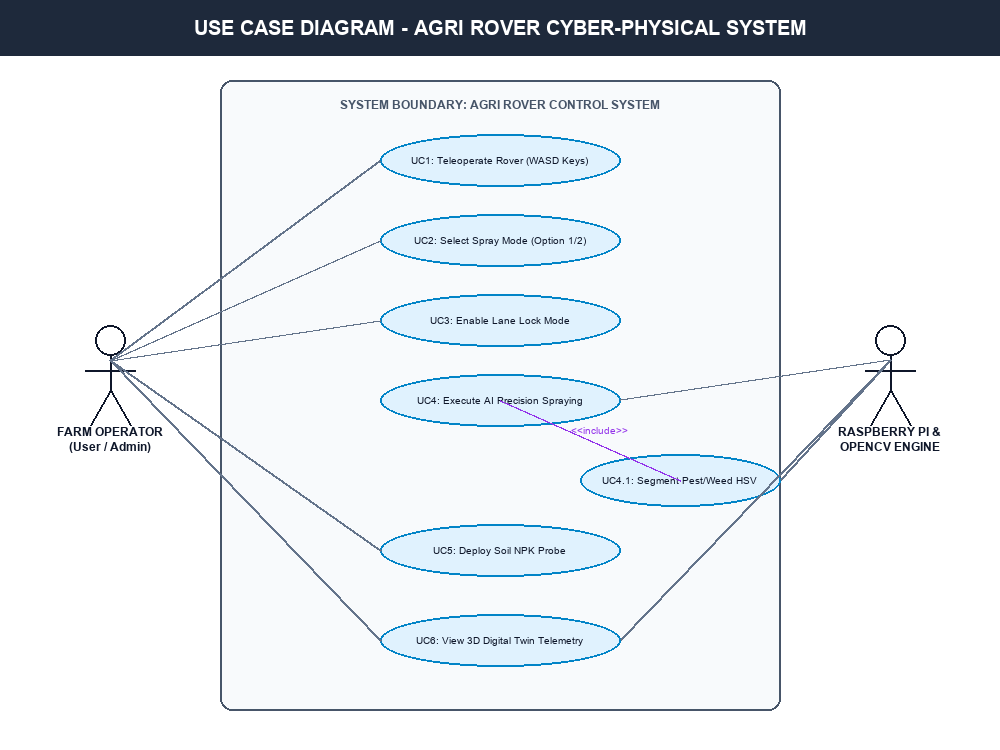 USE CASE DIAGRAM - AGRI ROVER CYBER-PHYSICAL SYSTEM
SYSTEM BOUNDARY: AGRI ROVER CONTROL SYSTEM
UC1: Teleoperate Rover (WASD Keys)
UC2: Select Spray Mode (Option 1/2)
UC3: Enable Lane Lock Mode
UC4: Execute AI Precision Spraying
<<include>>
FARM OPERATOR
(User / Admin)
RASPBERRY PI &
OPENCV ENGINE
UC4.1: Segment Pest/Weed HSV
UC5: Deploy Soil NPK Probe
UC6: View 3D Digital Twin Telemetry